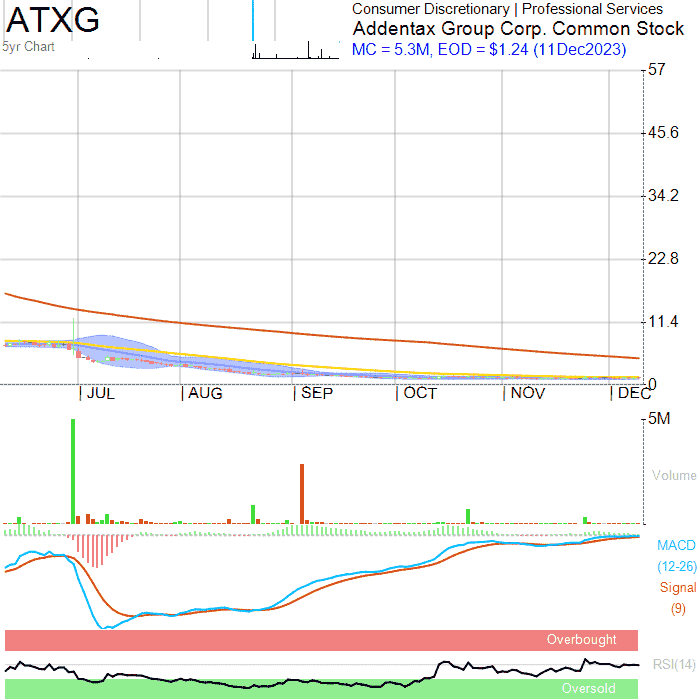 ATXG
5yr Chart
Consumer Discretionary | Professional Services
Addentax Group Corp. Common Stock
MC = 5.3M, EOD = $1.24 (11Dec2023)
57
45.6
34.2
22.8
11.4
0
JUL AUG SEP OCT NOV DEC
5M
Volume
MACD
(12-26)
Signal
(9)
Overbought
RSI(14)
Oversold